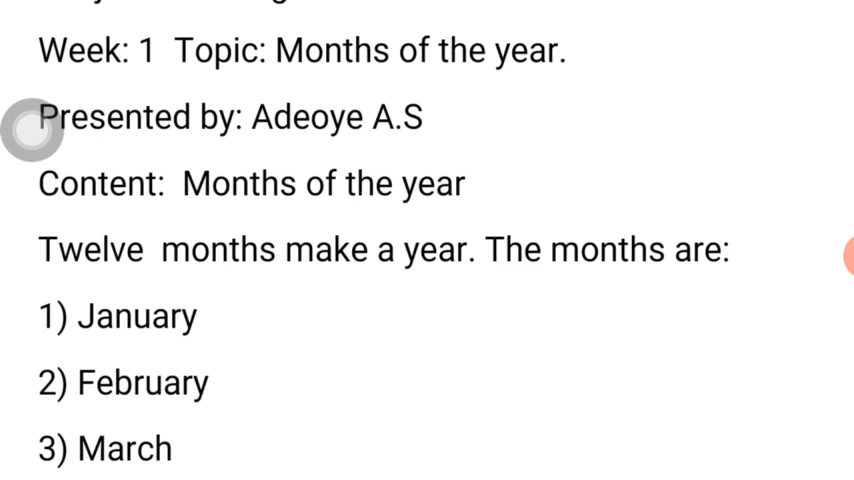 Week: 1  Topic: Months of the year.
Presented by: Adeoye A.S
Content:  Months of the year
Twelve  months make a year. The months are:
1) January
2) February
3) March